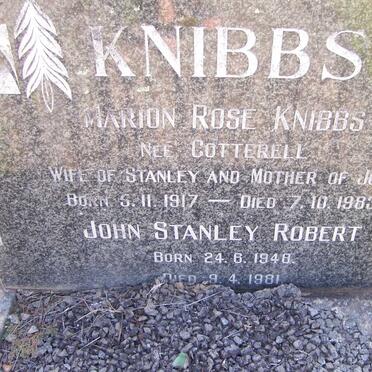 KNIBBS
MARION ROSE KNIBBS
NEE COTTERELL
WIFE OF STANLEY AND MOTHER OF
BORN 5.11.1917 — DIED 7.10.1983
JOHN STANLEY ROBERT
BORN 24.6.1948.
DIED 9.4.1981